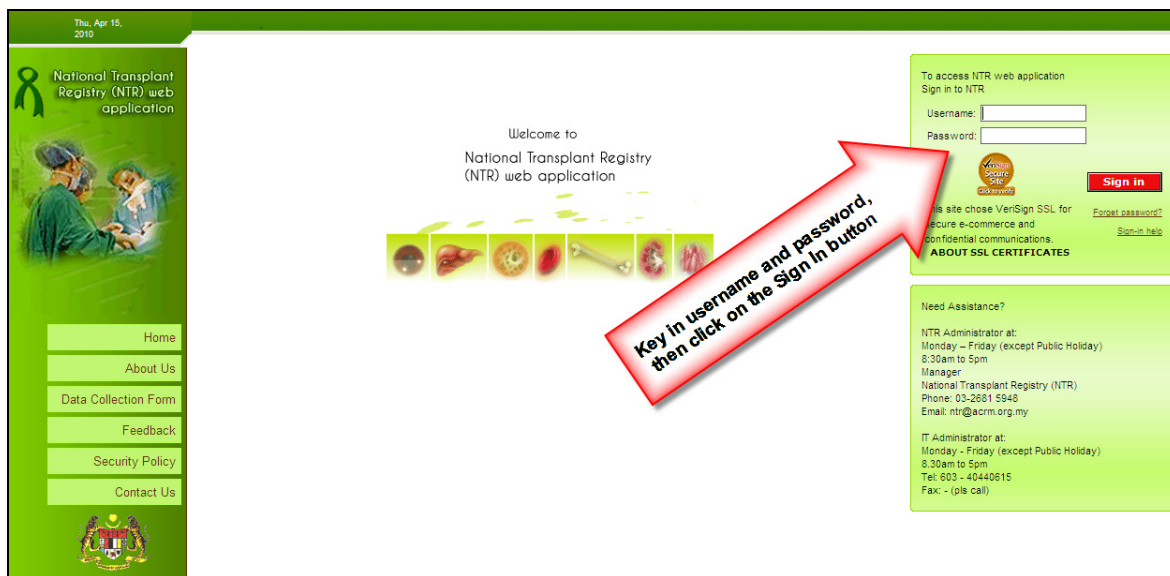 Thu, Apr 15,
2010
National Transplant
Registry (NTR) web
application
Home
About Us
Data Collection Form
Feedback
Security Policy
Contact Us
Welcome to
National Transplant Registry
(NTR) web application
Key in username and password,
then click on the Sign In button
To access NTR web application
Sign in to NTR
Username:
Password:
VeriSign
Secure
Site
Click to verify
Sign in
Forget password?
Sign-in help
his site chose VeriSign SSL for
secure e-commerce and
confidential communications.
ABOUT SSL CERTIFICATES
Need Assistance?
NTR Administrator at:
Monday – Friday (except Public Holiday)
8:30am to 5pm
Manager
National Transplant Registry (NTR)
Phone: 03-2681 5948
Email: ntr@acrm.org.my
IT Administrator at:
Monday - Friday (except Public Holiday)
8.30am to 5pm
Tel: 603 - 40440615
Fax: - (pls call)